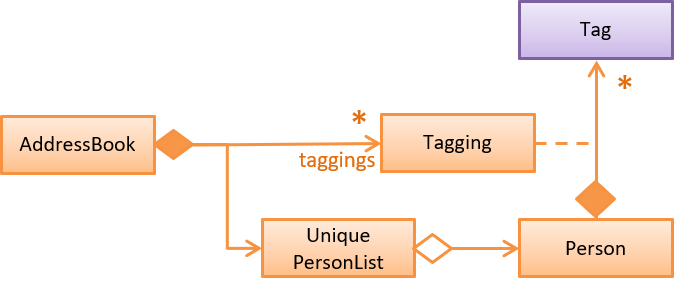 Tag
*
AddressBook
*
Tagging
taggings
Unique
PersonList
Person